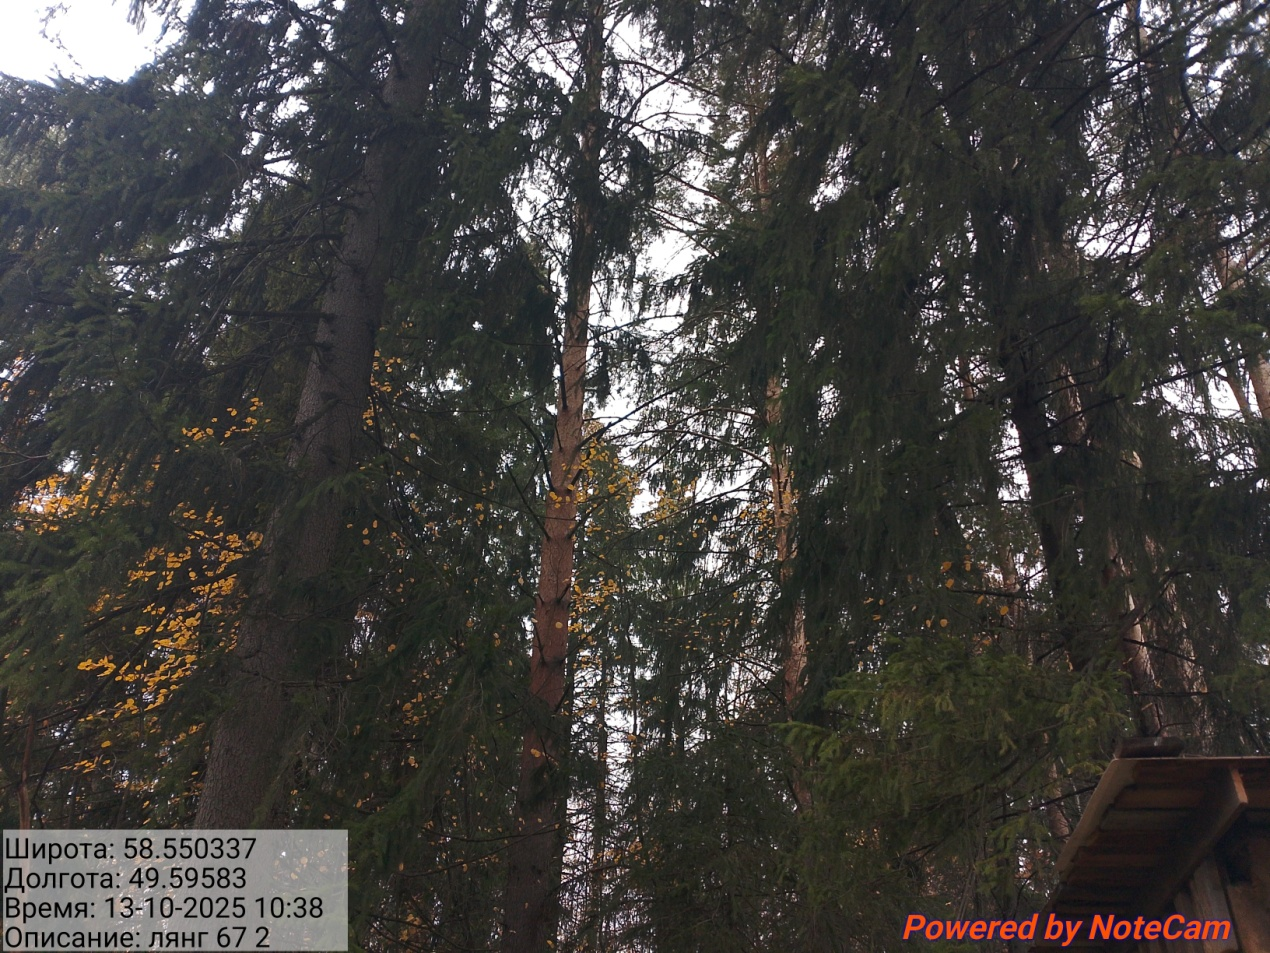 Широта: 58.550337
Долгота: 49.59583
Время: 13-10-2025 10:38
Описание: лянг 67 2
Powered by NoteCam